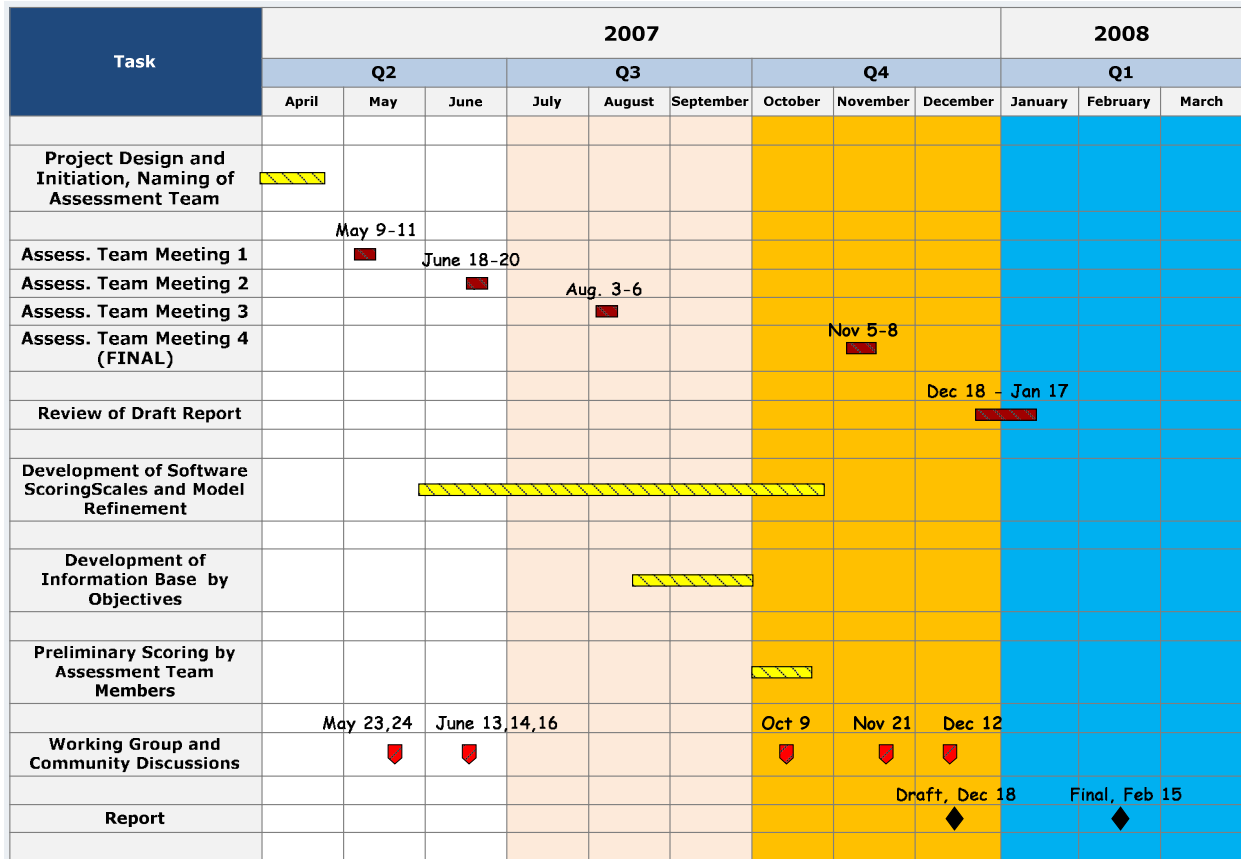 Task
2007
2008
Q2
Q3
Q4
Q1
April
May
June
July
August
September
October
November
December
January
February
March
Project Design and
Initiation, Naming of
Assessment Team
May 9-11
Assess. Team Meeting 1
June 18-20
Assess. Team Meeting 2
Aug. 3-6
Assess. Team Meeting 3
Nov 5-8
Assess. Team Meeting 4
(FINAL)
Dec 18 - Jan 17
Review of Draft Report
Development of Software
ScoringScales and Model
Refinement
Development of
Information Base by
Objectives
Preliminary Scoring by
Assessment Team
Members
May 23,24
June 13,14,16
Oct 9
Nov 21
Dec 12
Working Group and
Community Discussions
Draft, Dec 18
Final, Feb 15
Report